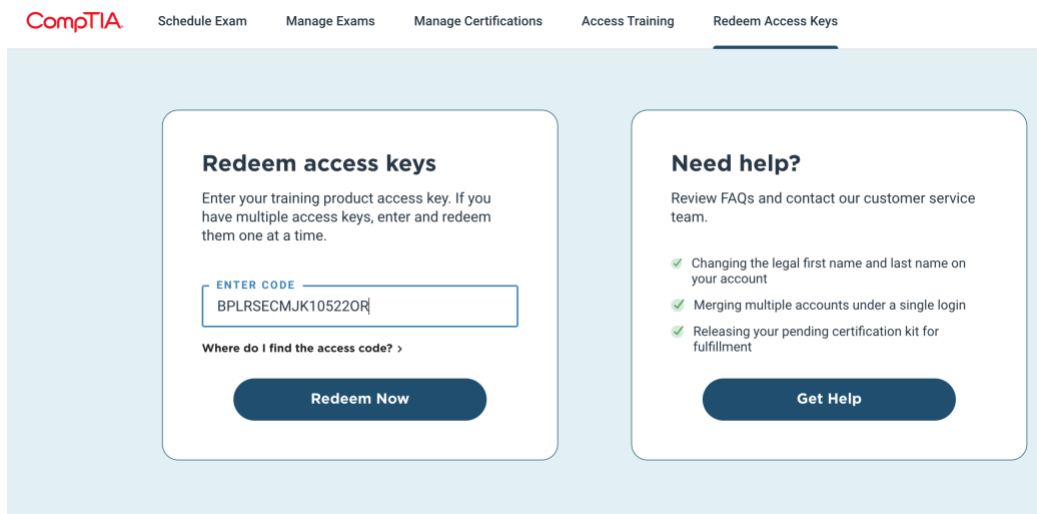 CompTIA.
Schedule Exam
Manage Exams
Manage Certifications
Access Training
Redeem Access Keys
Redeem access keys
Enter your training product access key. If you
have multiple access keys, enter and redeem
them one at a time.
ENTER CODE
BPLRSECMJK10522OR
Where do I find the access code? >
Redeem Now
Need help?
Review FAQs and contact our customer service
team.
Changing the legal first name and last name on
your account
Merging multiple accounts under a single login
Releasing your pending certification kit for
fulfillment
Get Help